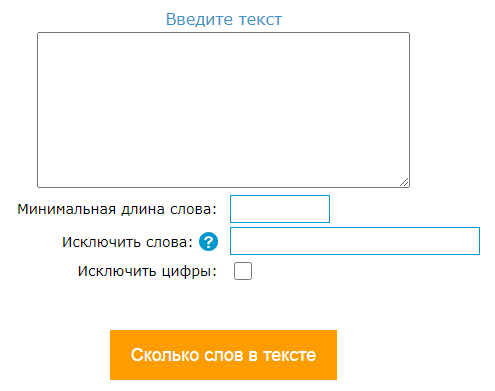 Введите текст
Минимальная длина слова:
Исключить слова: ?
Исключить цифры:
Сколько слов в тексте